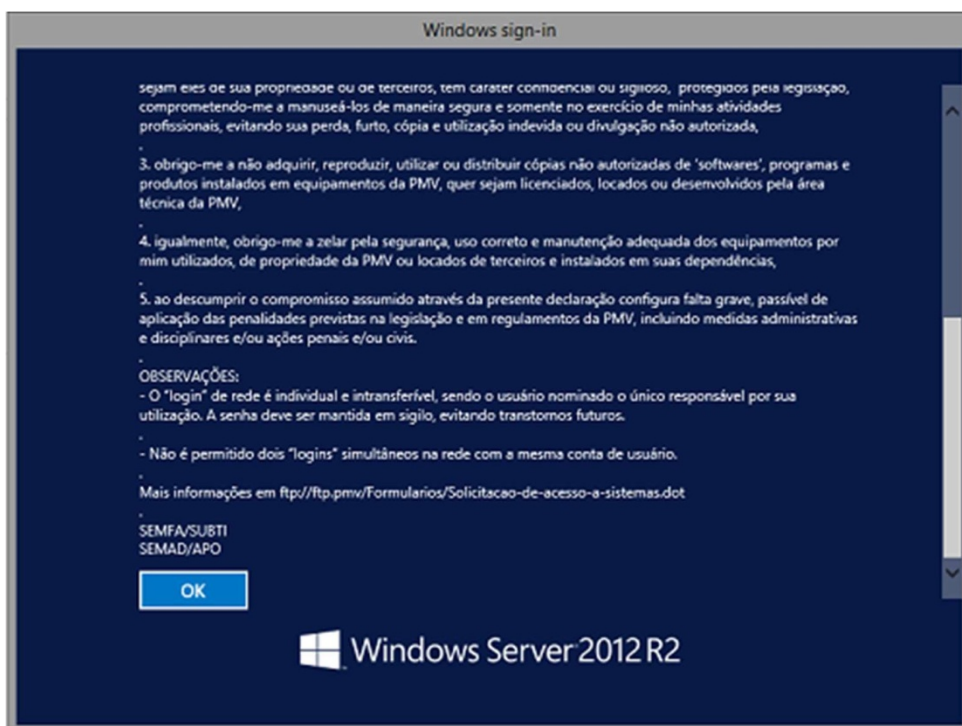 Windows sign-in
sejam eles de sua propriedade ou de terceiros, têm caráter confidencial ou sigiloso, protegidos pela legislação,
comprometendo-me a manuseá-los de maneira segura e somente no exercício de minhas atividades
profissionais, evitando sua perda, furto, cópia e utilização indevida ou divulgação não autorizada,
.
3. obrigo-me a não adquirir, reproduzir, utilizar ou distribuir cópias não autorizadas de 'softwares', programas e
produtos instalados em equipamentos da PMV, quer sejam licenciados, locados ou desenvolvidos pela área
técnica da PMV,
.
4. igualmente, obrigo-me a zelar pela segurança, uso correto e manutenção adequada dos equipamentos por
mim utilizados, de propriedade da PMV ou locados de terceiros e instalados em suas dependências,
.
5. ao descumprir o compromisso assumido através da presente declaração configura falta grave, passível de
aplicação das penalidades previstas na legislação e em regulamentos da PMV, incluindo medidas administrativas
e disciplinares e/ou ações penais e/ou civis.
.
OBSERVAÇÕES:
- O "login" de rede é individual e intransferível, sendo o usuário nominado o único responsável por sua
utilização. A senha deve ser mantida em sigilo, evitando transtornos futuros.
.
- Não é permitido dois "logins" simultâneos na rede com a mesma conta de usuário.
.
Mais informações em ftp://ftp.pmv/Formularios/Solicitacao-de-acesso-a-sistemas.dot
.
SEMFA/SUBTI
SEMAD/APO
OK
Windows Server 2012 R2